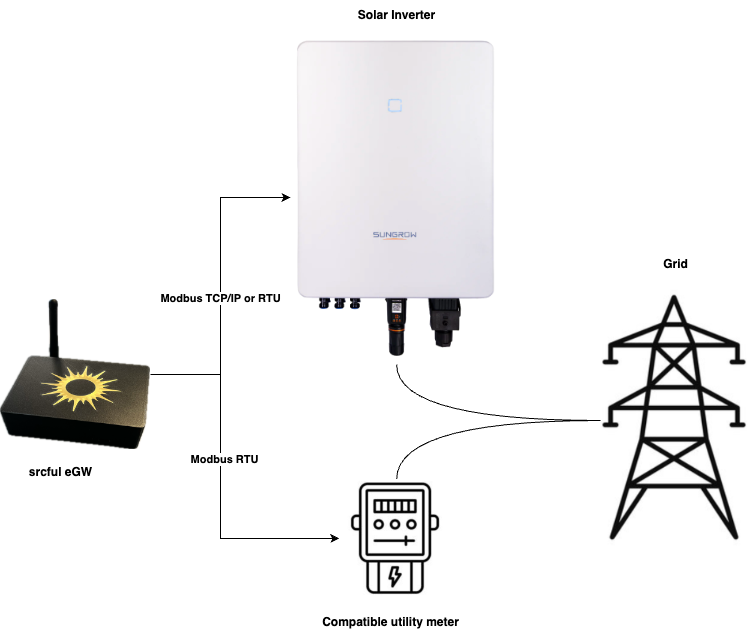 Solar Inverter
SUNGROW
Grid
Modbus TCP/IP or RTU
Modbus RTU
srcful eGW
Compatible utility meter